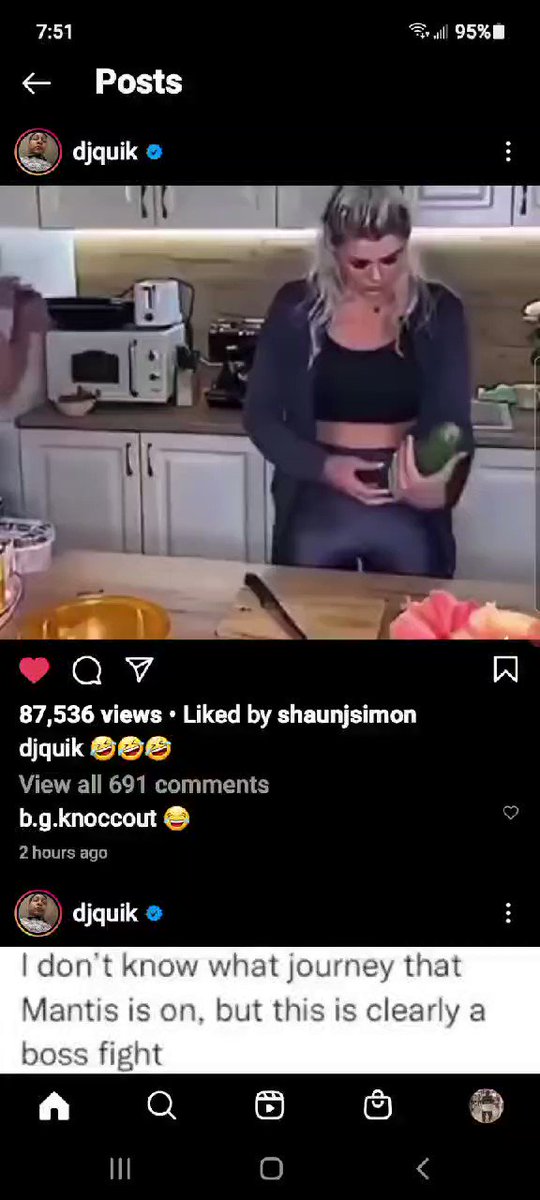 7:51 95%
Posts
djquik
87,536 views • Liked by shaunjsimon
djquik 🤣🤣🤣
View all 691 comments
b.g.knoccout 😂
2 hours ago
djquik
I don't know what journey that
Mantis is on, but this is clearly a
boss fight